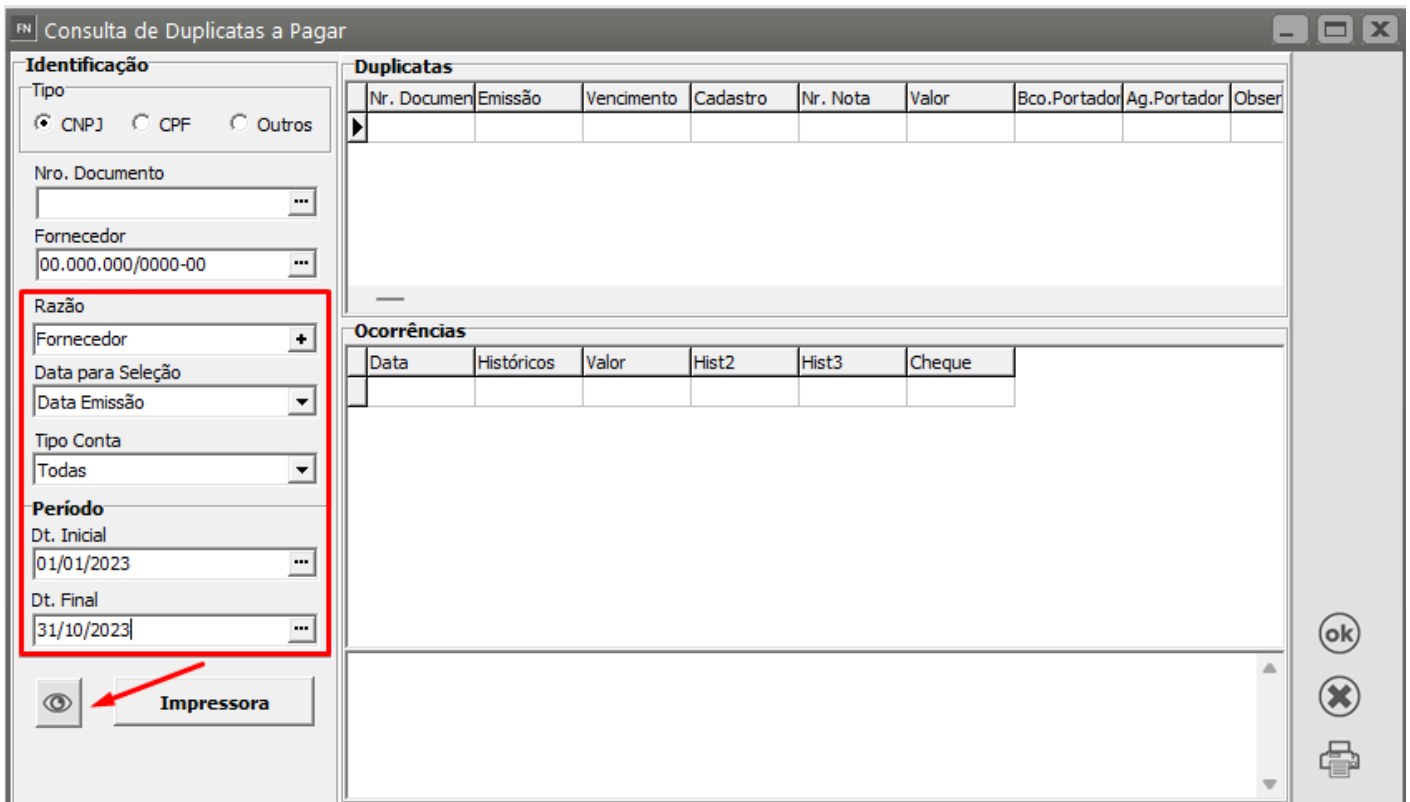 FN Consulta de Duplicatas a Pagar
Identificação
Tipo
CNPJ CPF Outros
Nro. Documento
Fornecedor
00.000.000/0000-00
Razão
Fornecedor
Data para Seleção
Data Emissão
Tipo Conta
Todas
Período
Dt. Inicial
01/01/2023
Dt. Final
31/10/2023
Impressora
Duplicatas
Nr. Documen Emissão Vencimento Cadastro Nr. Nota Valor Bco.Portador Ag.Portador Obser
Ocorrências
Data Históricos Valor Hist2 Hist3 Cheque
ok